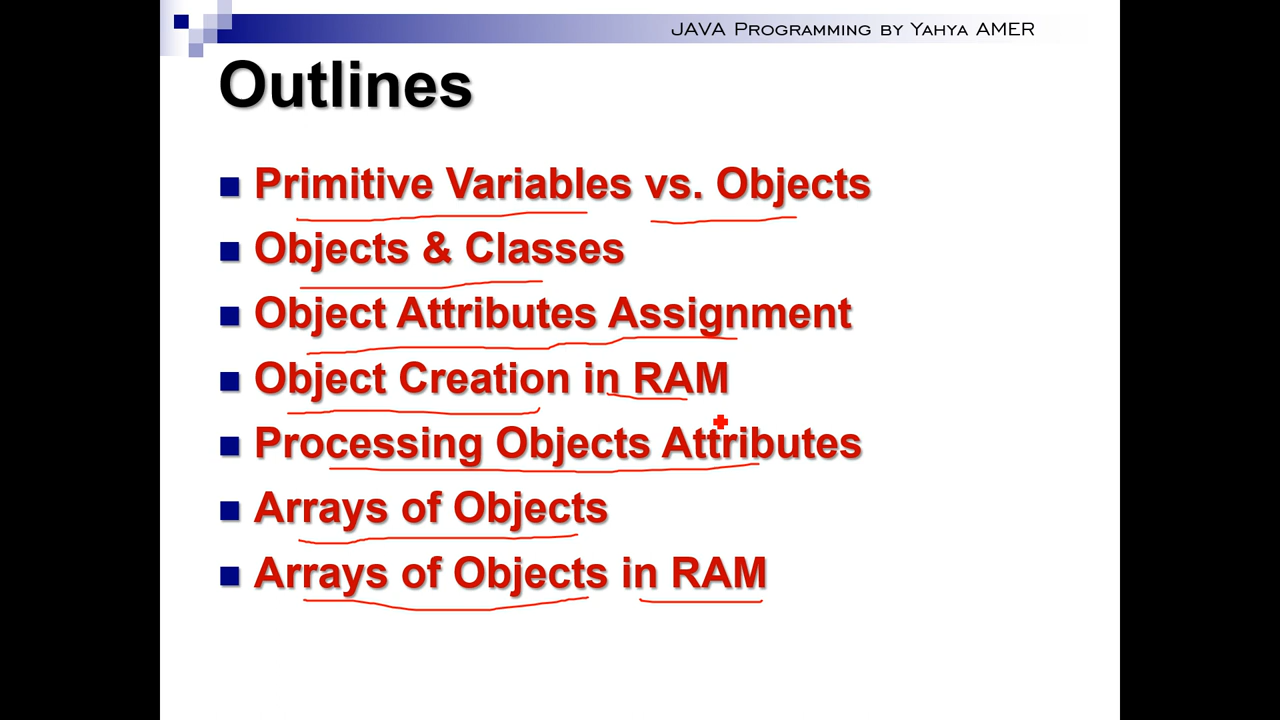 JAVA Programming by Yahya AMER
Outlines
Primitive Variables vs. Objects
Objects & Classes
Object Attributes Assignment
Object Creation in RAM
Processing Objects Attributes
Arrays of Objects
Arrays of Objects in RAM